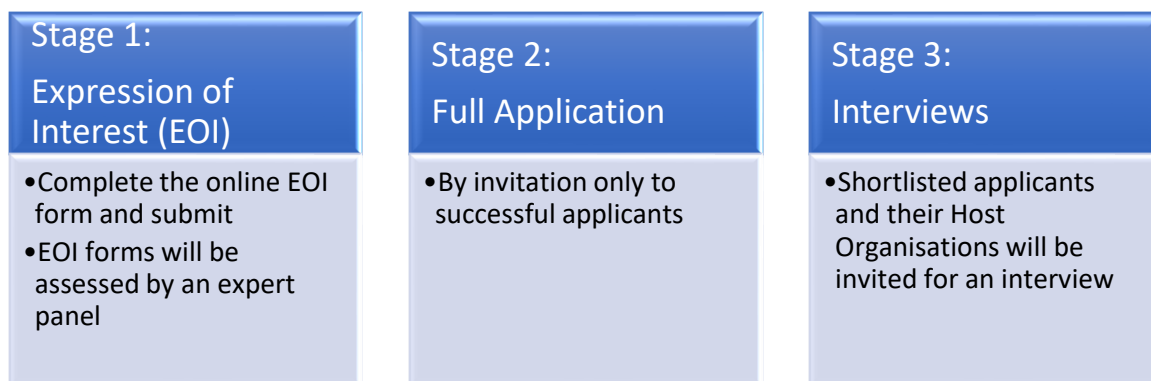 Stage 1:
Expression of
Interest (EOI)
•Complete the online EOI
form and submit
•EOI forms will be
assessed by an expert
panel
Stage 2:
Full Application
•By invitation only to
successful applicants
Stage 3:
Interviews
•Shortlisted applicants
and their Host
Organisations will be
invited for an interview